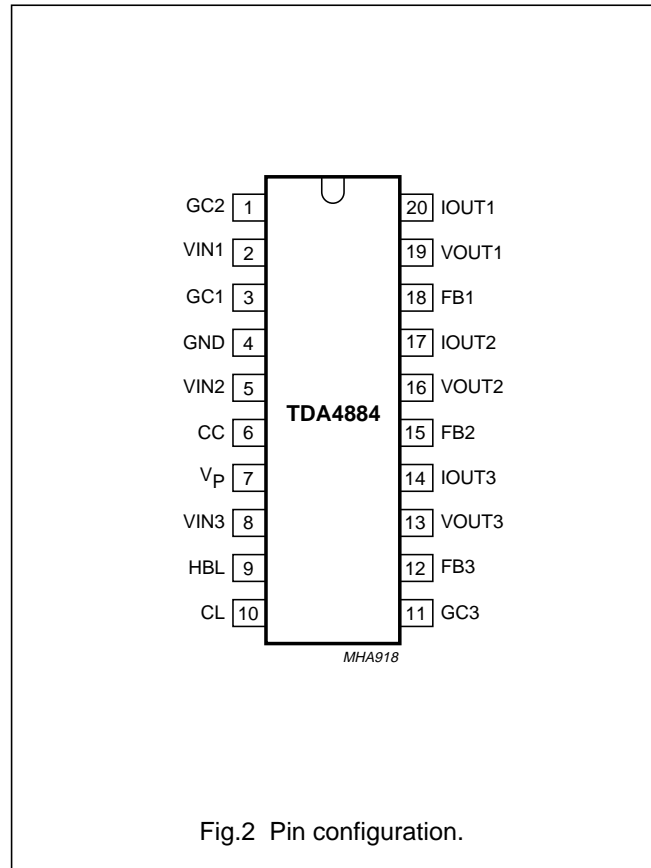 GC2 1
VIN1 2
GC1 3
GND 4
VIN2 5
CC 6
VP 7
VIN3 8
HBL 9
CL 10
TDA4884
20 IOUT1
19 VOUT1
18 FB1
17 IOUT2
16 VOUT2
15 FB2
14 IOUT3
13 VOUT3
12 FB3
11 GC3
MHA918
Fig.2 Pin configuration.